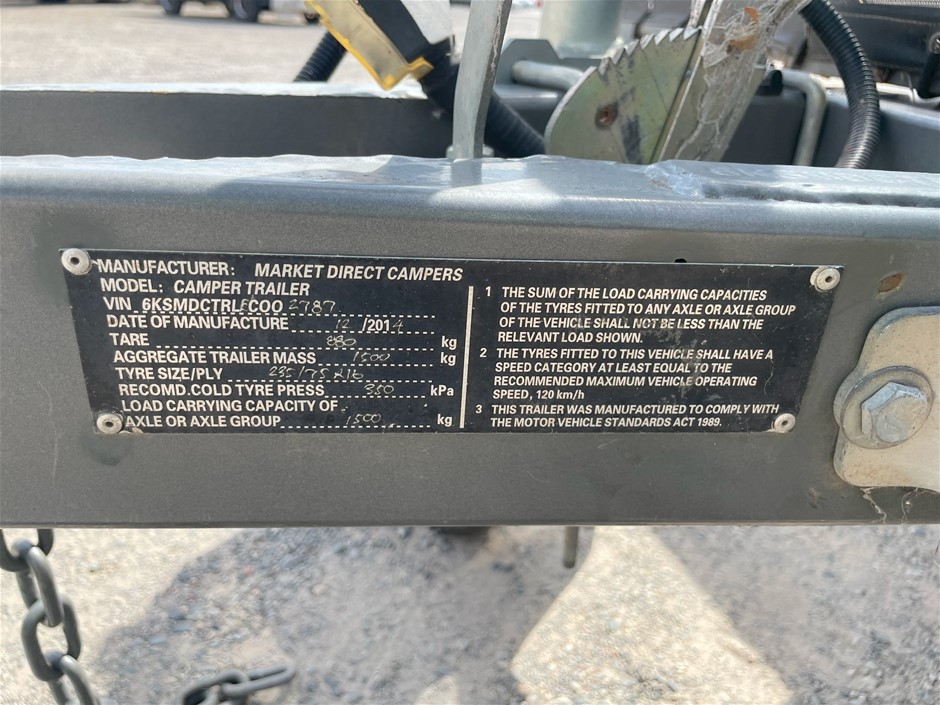 MANUFACTURER: MARKET DIRECT CAMPERS
MODEL: CAMPER TRAILER
VIN 6KSMDCTRLECOO 2787
DATE OF MANUFACTURE 12 /2014
TARE 880 kg
AGGREGATE TRAILER MASS 1500 kg
TYRE SIZE/PLY 235/75R16
RECOMD.COLD TYRE PRESS 350 kPa
LOAD CARRYING CAPACITY OF
AXLE OR AXLE GROUP 1500 kg
1 THE SUM OF THE LOAD CARRYING CAPACITIES
OF THE TYRES FITTED TO ANY AXLE OR AXLE GROUP
OF THE VEHICLE SHALL NOT BE LESS THAN THE
RELEVANT LOAD SHOWN.
2 THE TYRES FITTED TO THIS VEHICLE SHALL HAVE A
SPEED CATEGORY AT LEAST EQUAL TO THE
RECOMMENDED MAXIMUM VEHICLE OPERATING
SPEED, 120 km/h
3 THIS TRAILER WAS MANUFACTURED TO COMPLY WITH
THE MOTOR VEHICLE STANDARDS ACT 1989.